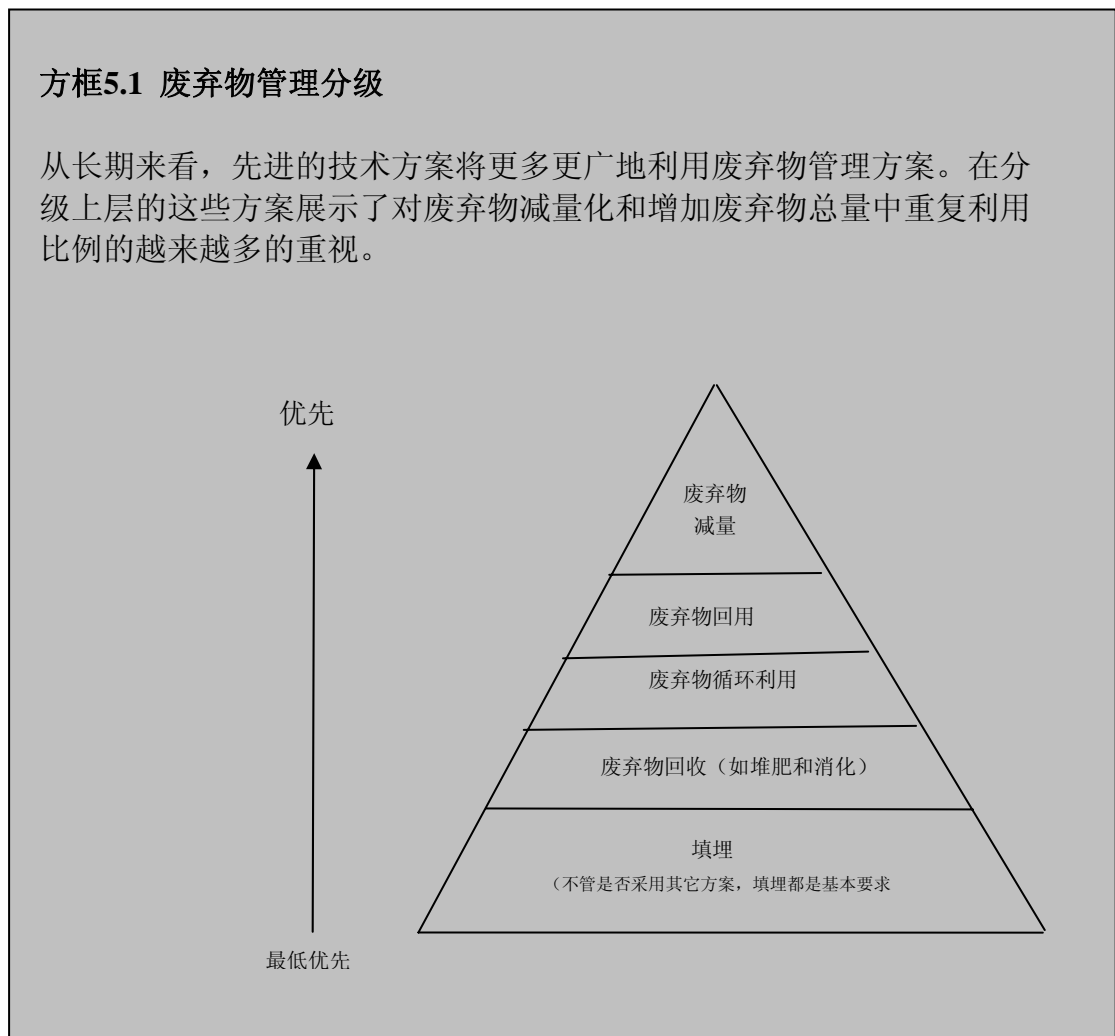 方框5.1 废弃物管理分级
从长期来看，先进的技术方案将更多更广地利用废弃物管理方案。在分
级上层的这些方案展示了对废弃物减量化和增加废弃物总量中重复利用
比例的越来越多的重视。
优先
废弃物
减量
废弃物回用
废弃物循环利用
废弃物回收（如堆肥和消化）
填埋
（不管是否采用其它方案，填埋都是基本要求
最低优先